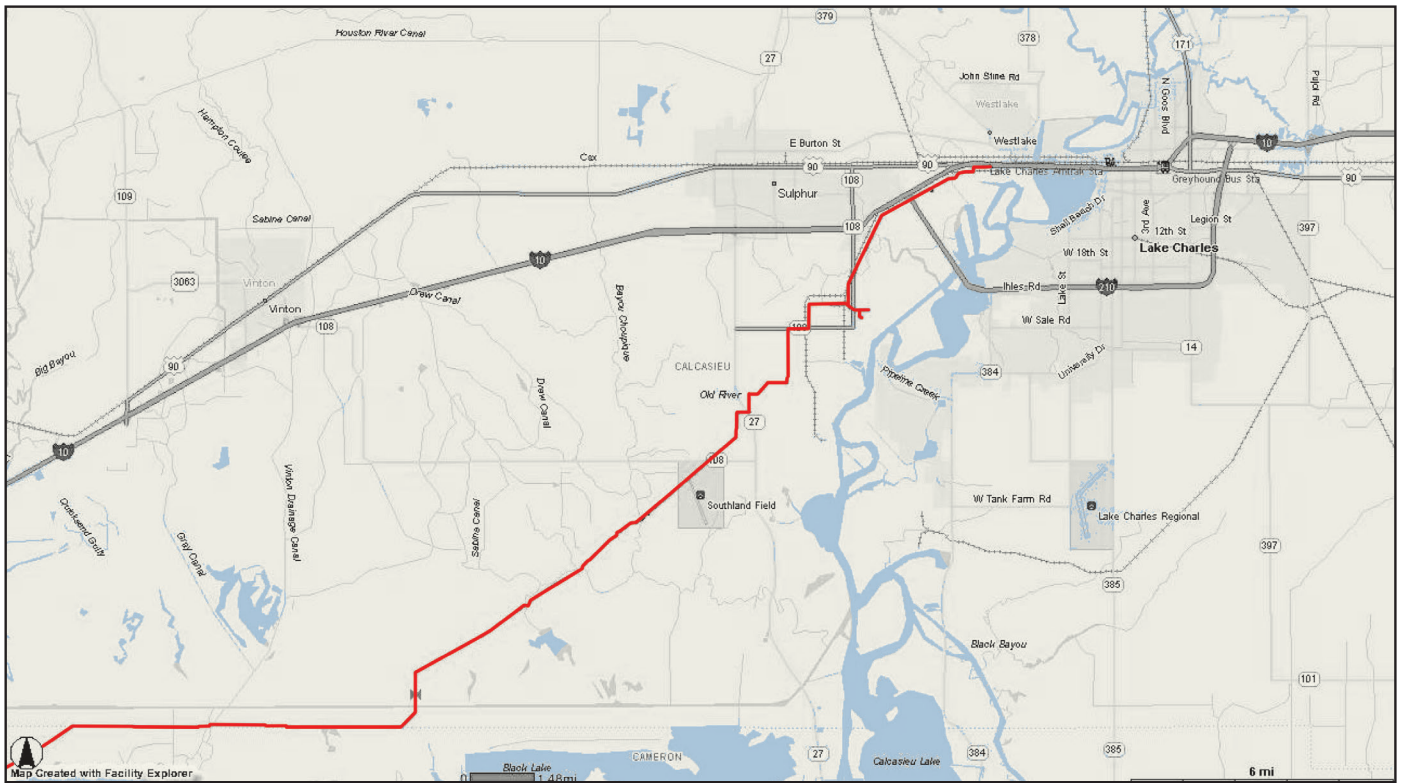 379
Houston River Canal
378
171
27
John Stine Rd
N Goos Blvd
Pujol Rd
Westlake
Hampton Coulee
Westlake
E Burton St
10
Csx
90
90
Lake Charles Amtrak Sta
Greyhound Bus Sta
90
108
Sulphur
109
Shell Beach Dr
3rd Ave
Legion St
Sabine Canal
108
12th St
397
W 18th St
Lake Charles
10
3063
Vinton
Ihles Rd
Lake St
210
Drew Canal
Vinton
Bayou Choupique
108
W Sale Rd
108
14
Big Bayou
90
CALCASIEU
384
University Dr
Pipeline Creek
Drew Canal
Old River
27
10
108
Vinton Drainage Canal
Southland Field
W Tank Farm Rd
Lake Charles Regional
Sabine Canal
Gray Canal
397
385
Black Bayou
101
27
384
385
CAMERON
Calcasieu Lake
Black Lake
Map Created with Facility Explorer
0 1.48mi
6 mi